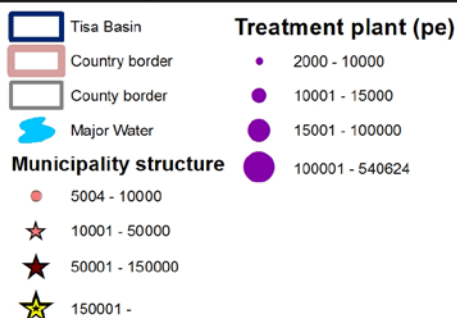 Tisa Basin
Country border
County border
Major Water
Municipality structure
5004 - 10000
10001 - 50000
50001 - 150000
150001 -
Treatment plant (pe)
2000 - 10000
10001 - 15000
15001 - 100000
100001 - 540624